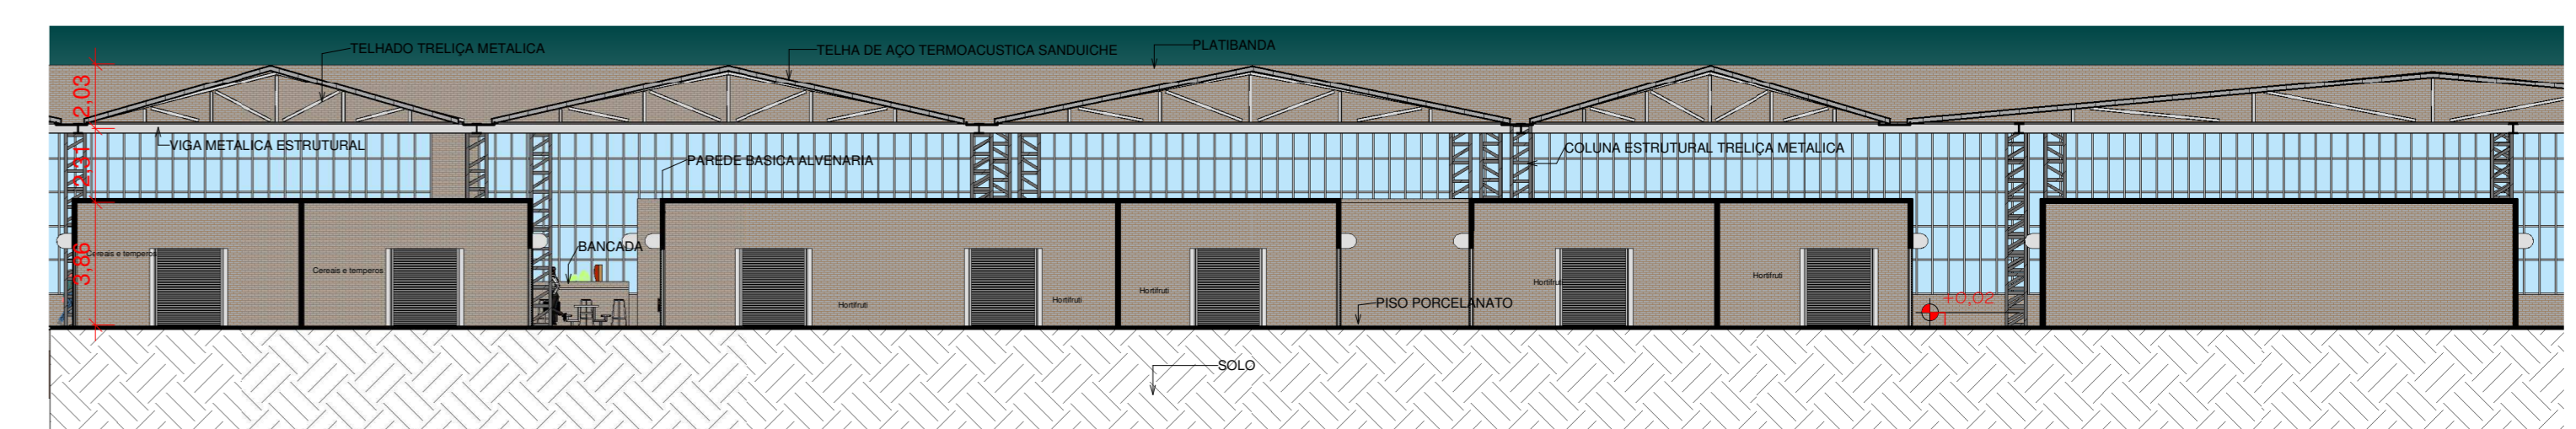 TELHADO TRELIÇA METALICA
TELHA DE AÇO TERMOACUSTICA SANDUICHE
PLATIBANDA
2,03
VIGA METALICA ESTRUTURAL
PAREDE BASICA ALVENARIA
COLUNA ESTRUTURAL TRELIÇA METALICA
2,31
BANCADA
Cereais e temperos
Cereais e temperos
3,86
Hortifruti
Hortifruti
Hortifruti
Hortifruti
Hortifruti
PISO PORCELANATO
+0,02
SOLO